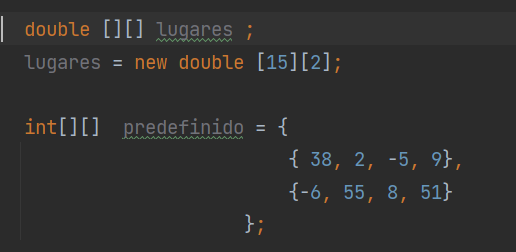 double [][] lugares ;
lugares = new double [15][2];
int[][]  predefinido = {
{ 38, 2, -5, 9},
{-6, 55, 8, 51}
};